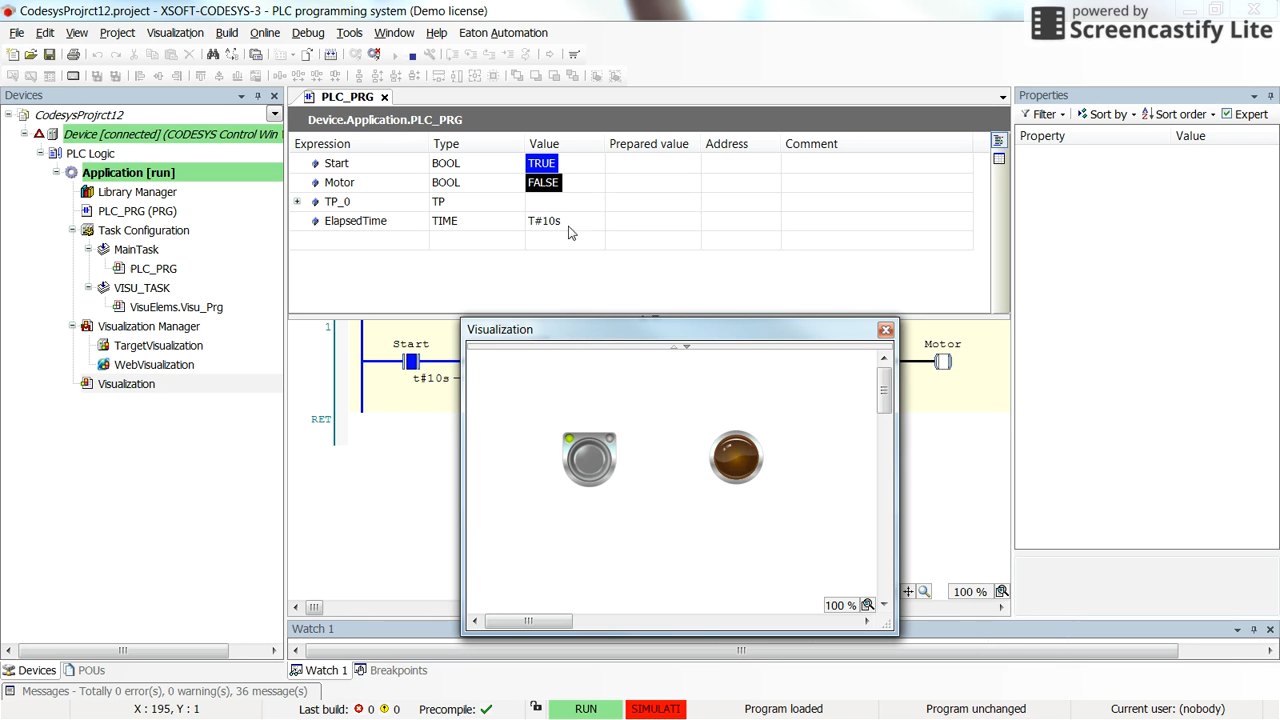 CodesysProjrct12.project - XSOFT-CODESYS-3 - PLC programming system (Demo license)
powered by
Screencastify Lite
File Edit View Project Visualization Build Online Debug Tools Window Help Eaton Automation
Devices
PLC_PRG
Properties
CodesysProjrct12
Device [connected] (CODESYS Control Win
PLC Logic
Application [run]
Library Manager
PLC_PRG (PRG)
Task Configuration
MainTask
PLC_PRG
VISU_TASK
VisuElems.Visu_Prg
Visualization Manager
TargetVisualization
WebVisualization
Visualization
Device.Application.PLC_PRG
Expression Type Value Prepared value Address Comment
Start BOOL TRUE
Motor BOOL FALSE
TP_0 TP
ElapsedTime TIME T#10s
Filter Sort by Sort order Expert
Property Value
1
Start
t#10s
RET
Motor
Visualization
100 %
100 %
Watch 1
Devices POUs
Watch 1 Breakpoints
Messages - Totally 0 error(s), 0 warning(s), 36 message(s)
X : 195, Y : 1 Last build: 0 0 Precompile: RUN SIMULATI Program loaded Program unchanged Current user: (nobody)